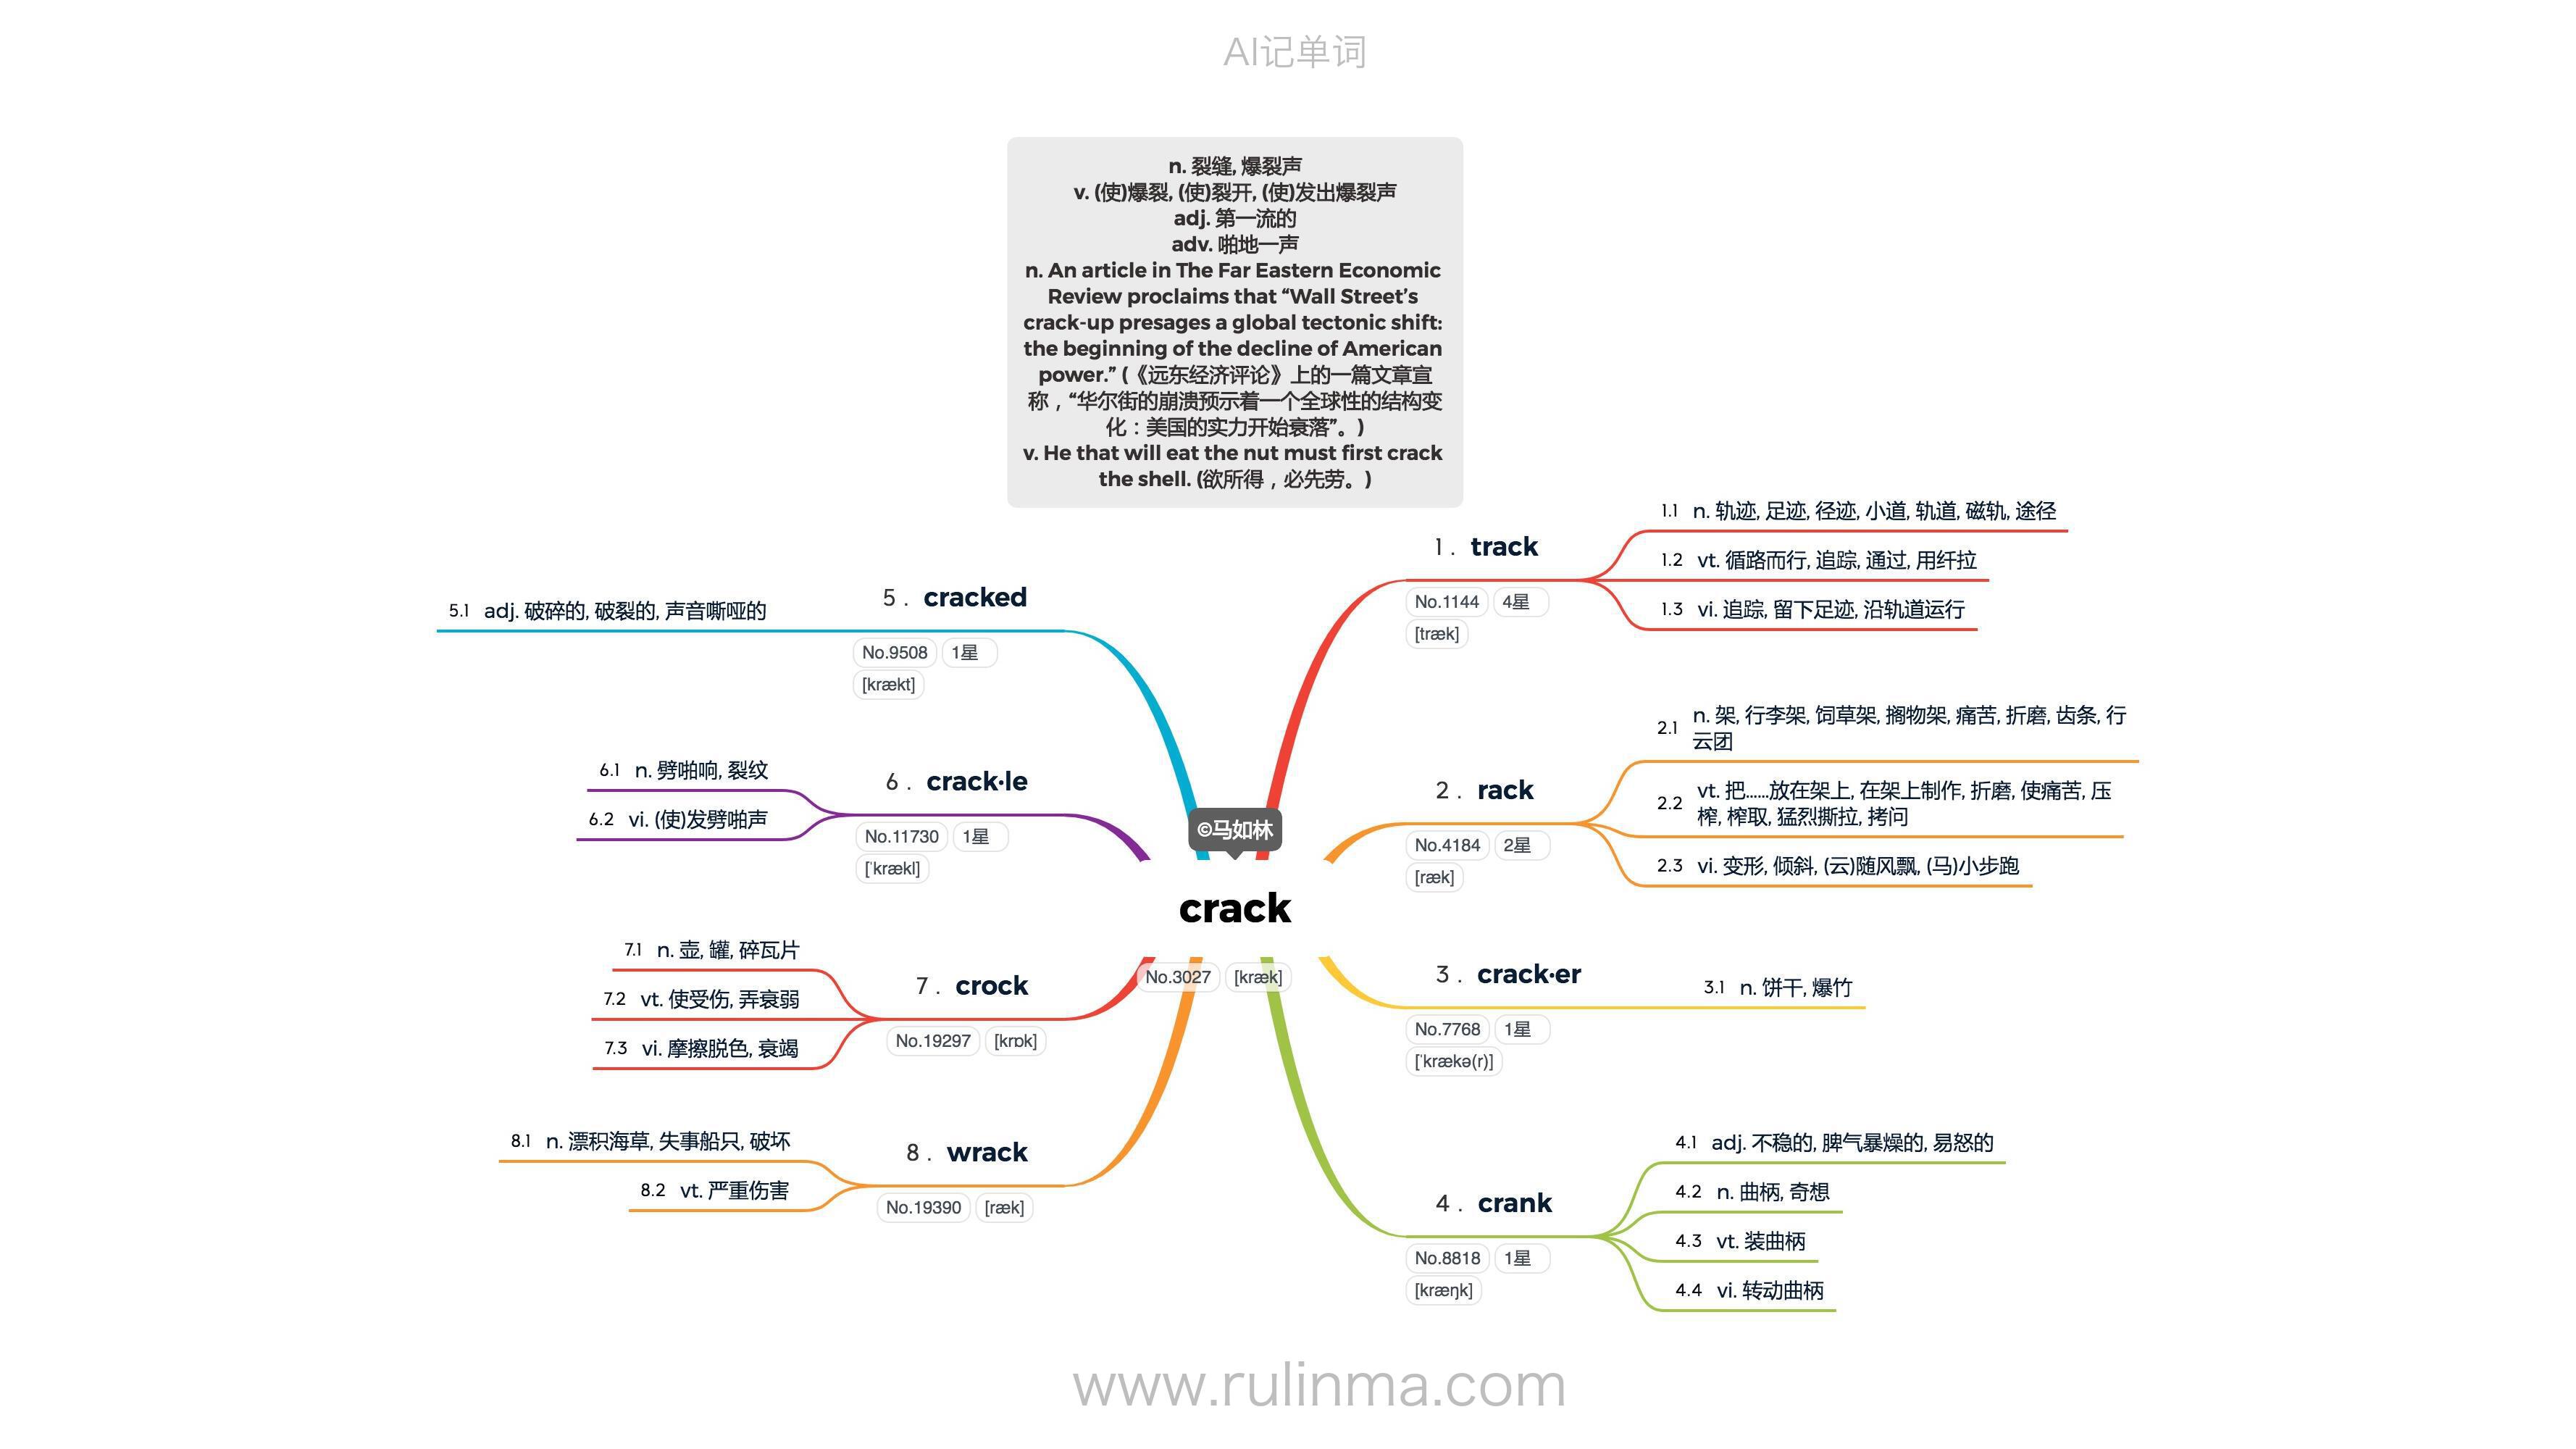 AI记单词
n. 裂缝, 爆裂声
v. (使)爆裂, (使)裂开, (使)发出爆裂声
adj. 第一流的
adv. 啪地一声
n. An article in The Far Eastern Economic
Review proclaims that “Wall Street’s
crack-up presages a global tectonic shift:
the beginning of the decline of American
power.” (《远东经济评论》上的一篇文章宣
称，“华尔街的崩溃预示着一个全球性的结构变
化：美国的实力开始衰落”。)
v. He that will eat the nut must first crack
the shell. (欲所得，必先劳。)
©马如林
crack
No.3027 [kræk]
1. track
No.1144 4星
[træk]
1.1 n. 轨迹, 足迹, 径迹, 小道, 轨道, 磁轨, 途径
1.2 vt. 循路而行, 追踪, 通过, 用纤拉
1.3 vi. 追踪, 留下足迹, 沿轨道运行
2. rack
No.4184 2星
[ræk]
2.1 n. 架, 行李架, 饲草架, 搁物架, 痛苦, 折磨, 齿条, 行
云团
2.2 vt. 把……放在架上, 在架上制作, 折磨, 使痛苦, 压
榨, 榨取, 猛烈撕拉, 拷问
2.3 vi. 变形, 倾斜, (云)随风飘, (马)小步跑
3. crack·er
No.7768 1星
[ˈkrækə(r)]
3.1 n. 饼干, 爆竹
4. crank
No.8818 1星
[kræŋk]
4.1 adj. 不稳的, 脾气暴燥的, 易怒的
4.2 n. 曲柄, 奇想
4.3 vt. 装曲柄
4.4 vi. 转动曲柄
5. cracked
No.9508 1星
[krækt]
5.1 adj. 破碎的, 破裂的, 声音嘶哑的
6. crack·le
No.11730 1星
[ˈkrækl]
6.1 n. 劈啪响, 裂纹
6.2 vi. (使)发劈啪声
7. crock
No.19297 [krɒk]
7.1 n. 壶, 罐, 碎瓦片
7.2 vt. 使受伤, 弄衰弱
7.3 vi. 摩擦脱色, 衰竭
8. wrack
No.19390 [ræk]
8.1 n. 漂积海草, 失事船只, 破坏
8.2 vt. 严重伤害
www.rulinma.com